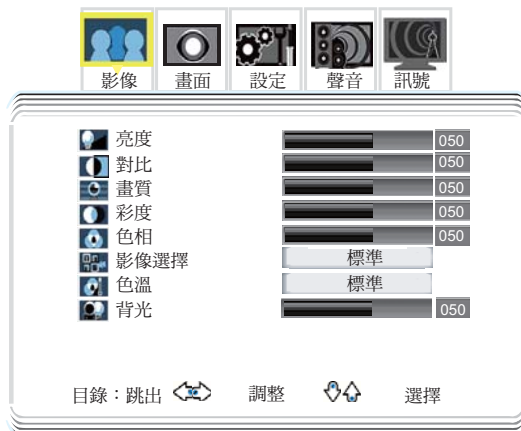 影像 畫面 設定 聲音 訊號
亮度 050
對比 050
畫質 050
彩度 050
色相 050
影像選擇 標準
色溫 標準
背光 050
目錄：跳出 調整 選擇